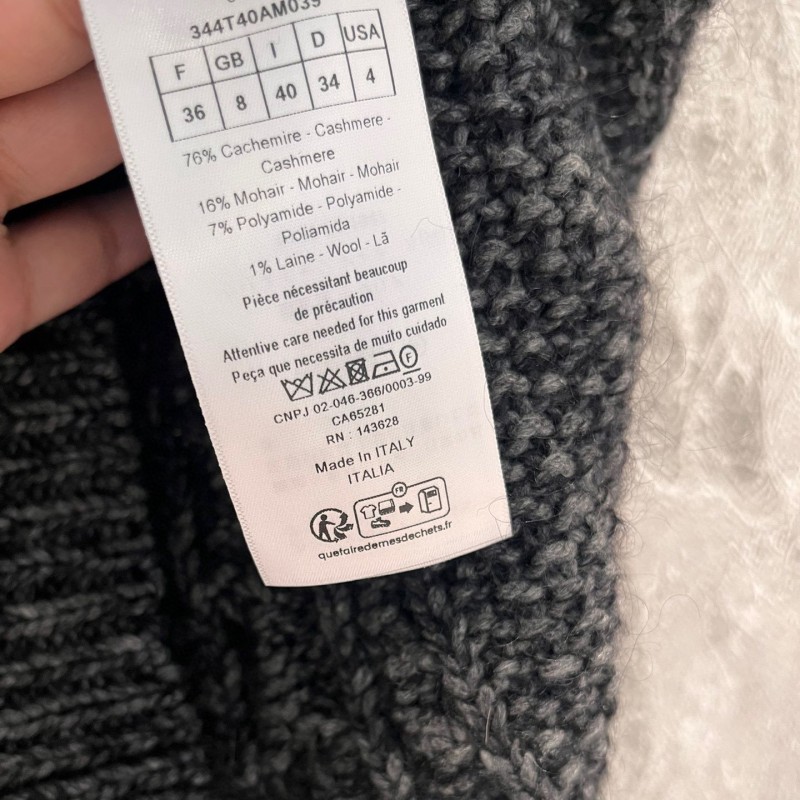 344T40AM039
F GB I D USA
36 8 40 34 4
76% Cachemire - Cashmere -
Cashmere
16% Mohair - Mohair - Mohair
7% Polyamide - Polyamide -
Poliamida
1% Laine - Wool - Lã
Pièce nécessitant beaucoup
de précaution
Attentive care needed for this garment
Peça que necessita de muito cuidado
F
CNPJ 02-046-366/0003-99
CA65281
RN : 143628
Made In ITALY
ITALIA
FR
quefairedemesdechets.fr